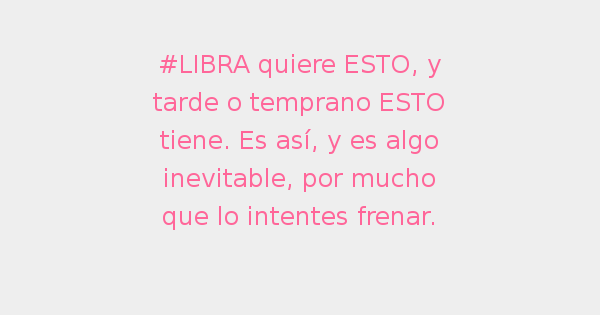 #LIBRA quiere ESTO, y
tarde o temprano ESTO
tiene. Es así, y es algo
inevitable, por mucho
que lo intentes frenar.